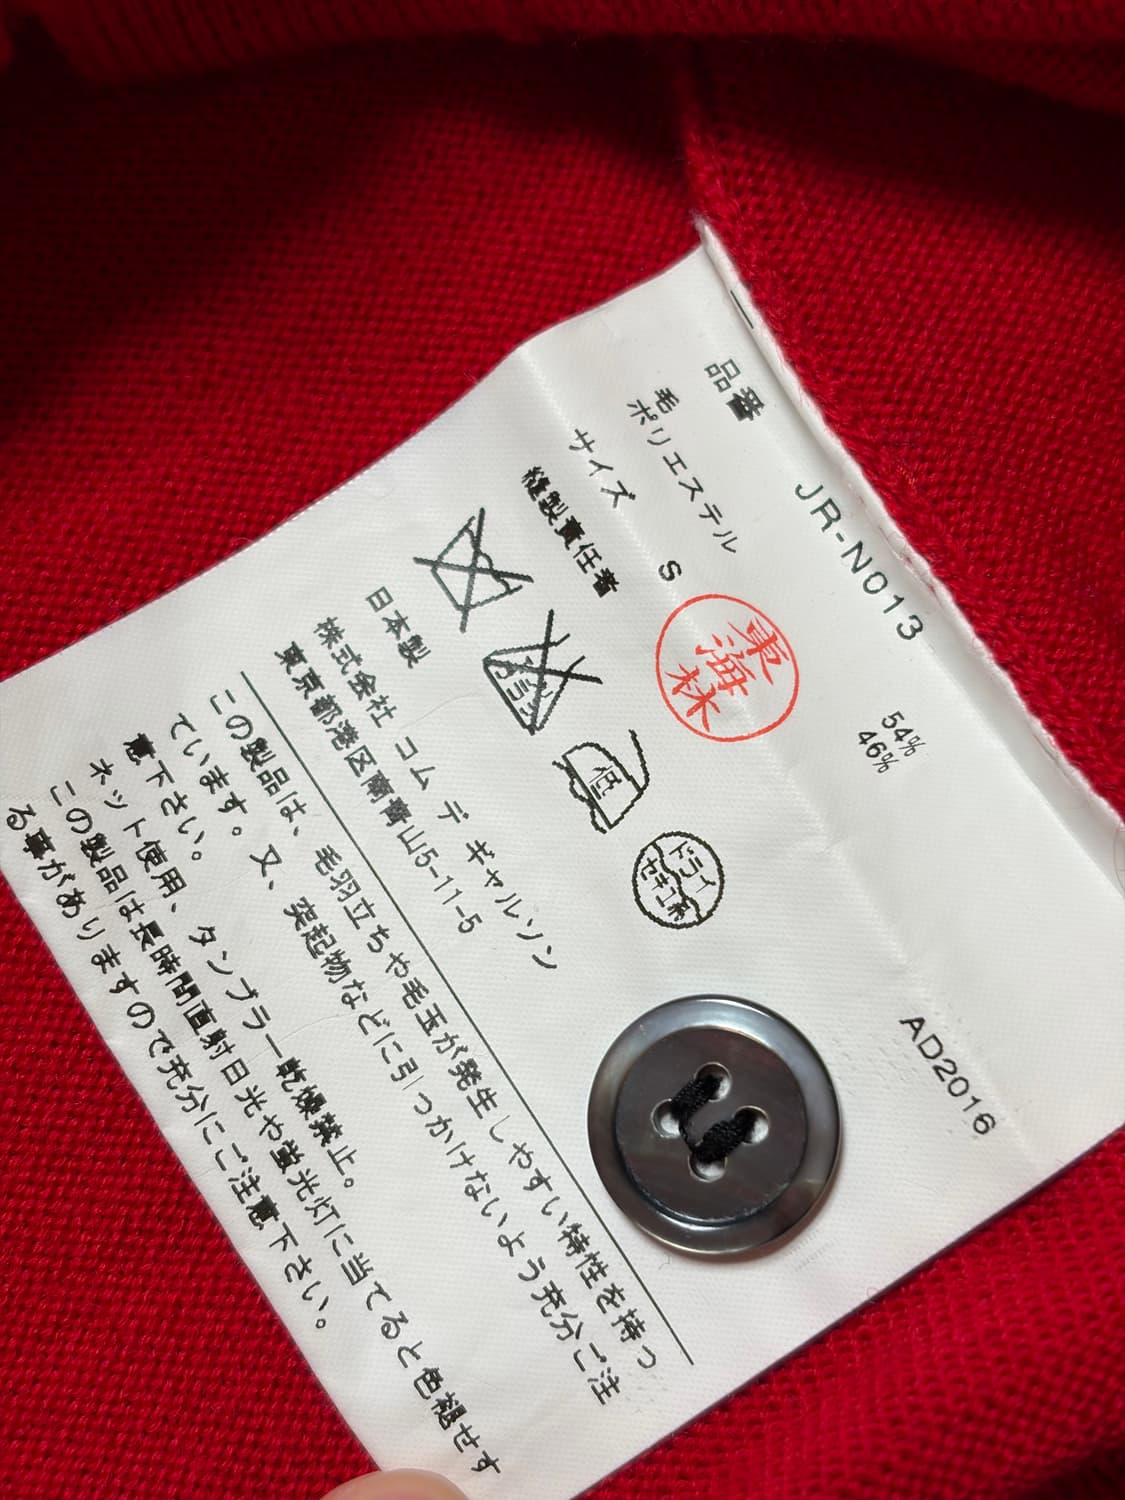 品番 JR-N013
毛 54%
ポリエステル 46%
サイズ S
AD2016
縫製責任者
東海林
低
ドライ
セキユ系
日本製
株式会社 コム デ ギャルソン
東京都港区南青山5-11-5
この製品は、毛羽立ちや毛玉が発生しやすい特性を持っ
ています。又、突起物などに引っかけないよう充分ご注
意下さい。
ネット使用、タンブラー乾燥禁止。
この製品は長時間直射日光や蛍光灯に当てると色褪せす
る事がありますので充分にご注意下さい。